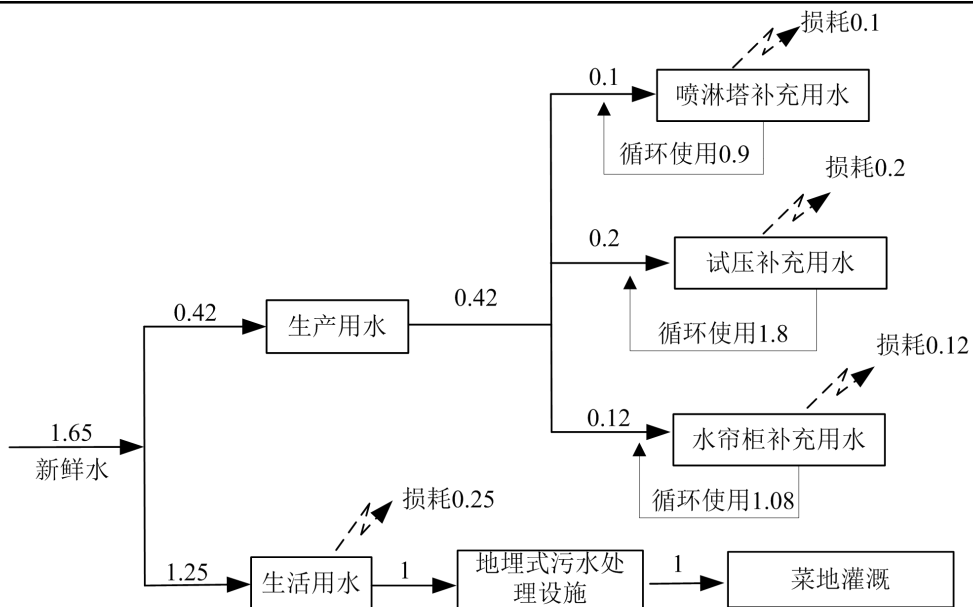 损耗0.1
0.1
喷淋塔补充用水
循环使用0.9
损耗0.2
0.2
试压补充用水
循环使用1.8
0.42
生产用水
0.42
损耗0.12
0.12
水帘柜补充用水
循环使用1.08
1.65
新鲜水
损耗0.25
1.25
生活用水
1
地埋式污水处
理设施
1
菜地灌溉